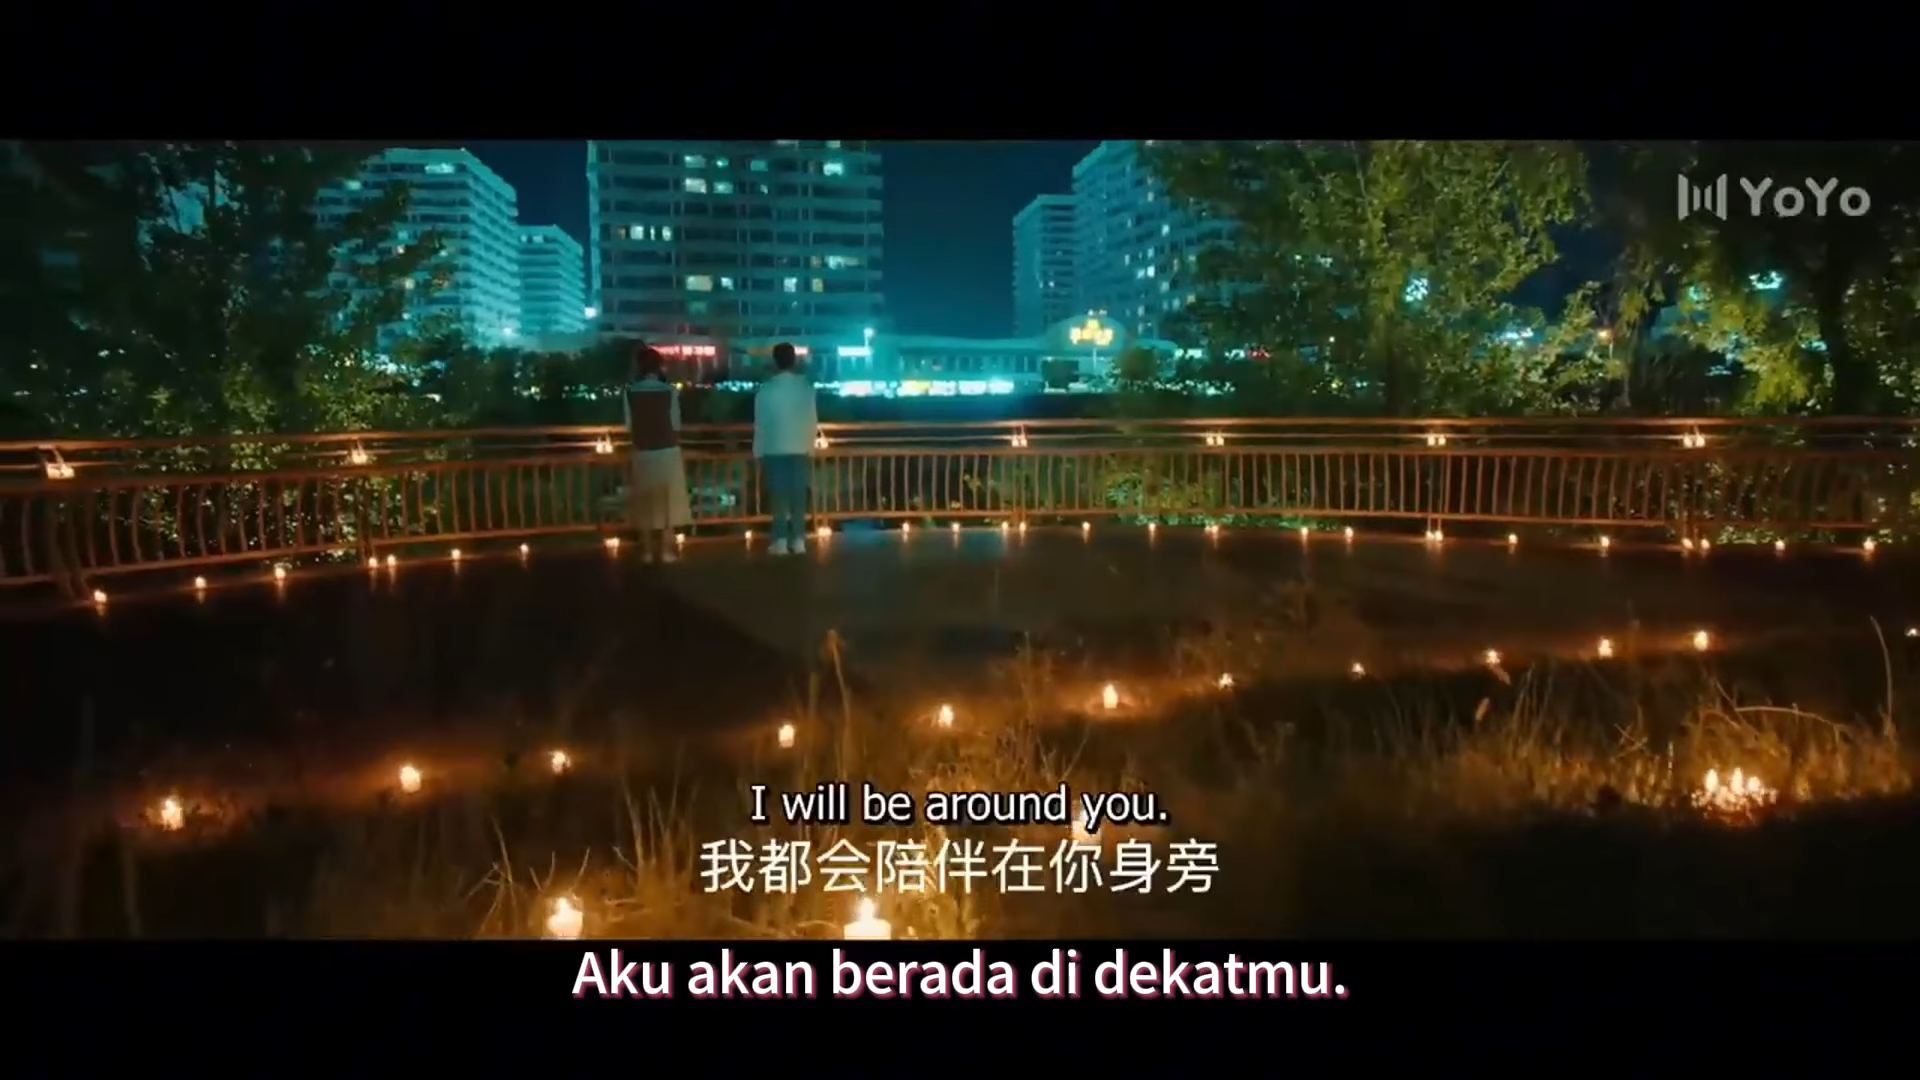 YoYo
I will be around you.
我都会陪伴在你身旁
Aku akan berada di dekatmu.